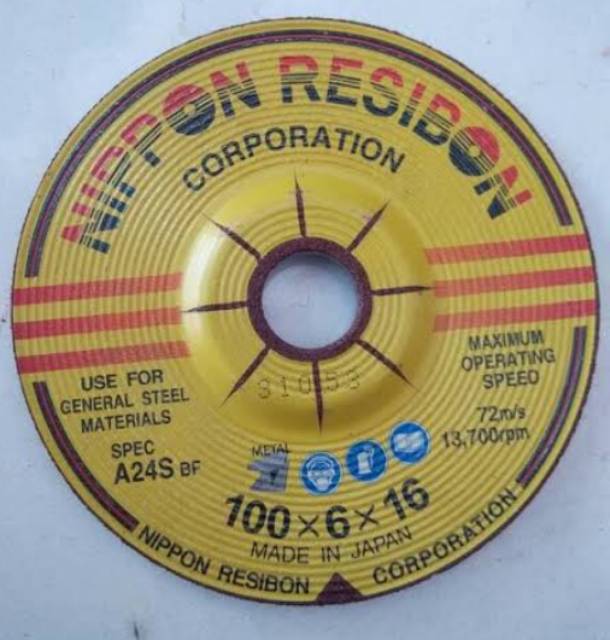 NIPPON RESIBON
CORPORATION
USE FOR
GENERAL STEEL
MATERIALS
SPEC
A24S BF
MAXIMUM
OPERATING
SPEED
72m/s
13,700rpm
31053
METAL
100×6×16
MADE IN JAPAN
NIPPON RESIBON CORPORATION